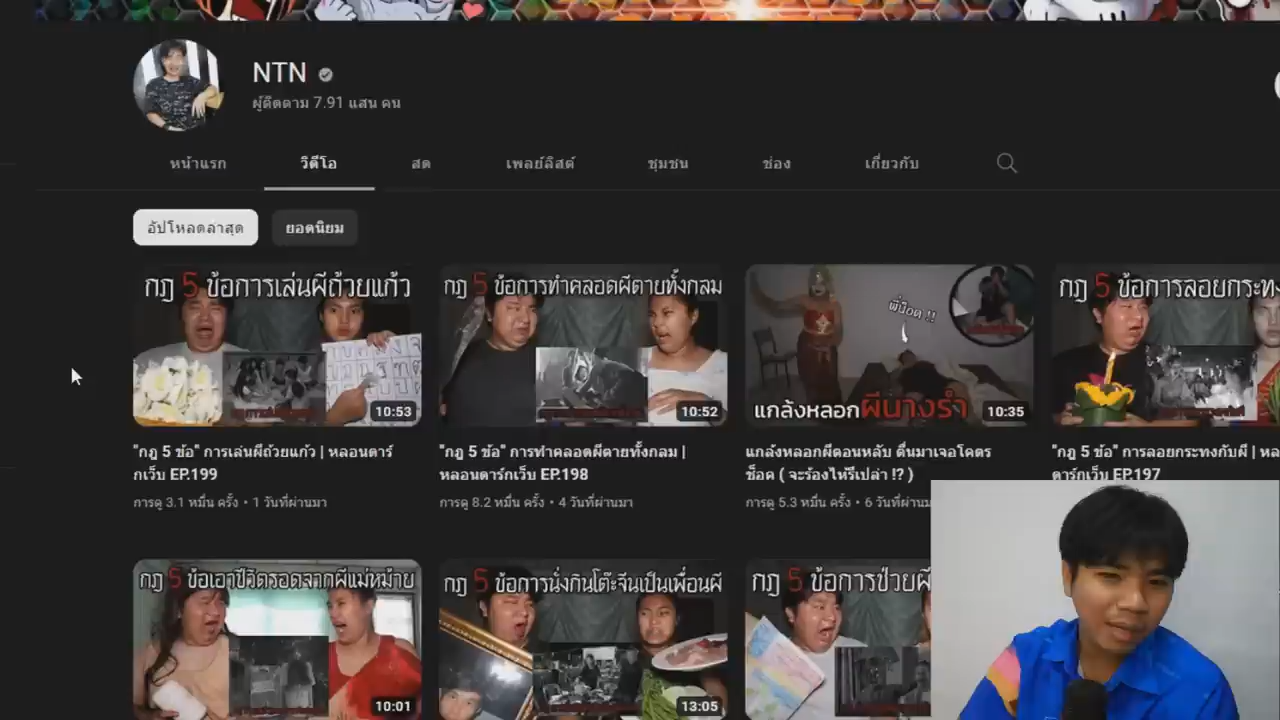 NTN
ผู้ติดตาม 7.91 แสน คน
หน้าแรก
วิดีโอ
สด
เพลย์ลิสต์
ชุมชน
ช่อง
เกี่ยวกับ
อัปโหลดล่าสุด
ยอดนิยม
กฎ 5 ข้อการเล่นผีถ้วยแก้ว
10:53
กฎ 5 ข้อการทำคลอดผีตายทั้งกลม
10:52
พี่น็อต !!
แกล้งหลอกผีนางรำ
10:35
กฎ 5 ข้อการลอยกระทง
"กฎ 5 ข้อ" การเล่นผีถ้วยแก้ว | หลอนดาร์
กเว็บ EP.199
การดู 3.1 หมื่น ครั้ง • 1 วันที่ผ่านมา
"กฎ 5 ข้อ" การทำคลอดผีตายทั้งกลม |
หลอนดาร์กเว็บ EP.198
การดู 8.2 หมื่น ครั้ง • 4 วันที่ผ่านมา
แกล้งหลอกผีตอนหลับ ตื่นมาเจอโคตร
ช็อค ( จะร้องไห้รึเปล่า !? )
การดู 5.3 หมื่น ครั้ง • 6 วันที่ผ่านม
"กฎ 5 ข้อ" การลอยกระทงกับผี | หล
ดาร์กเว็บ EP.197
กฎ 5 ข้อเอาชีวิตรอดจากผีแม่หม้าย
10:01
กฎ 5 ข้อการนั่งกินโต๊ะจีนเป็นเพื่อนผี
13:05
กฎ 5 ข้อการช่วยผี